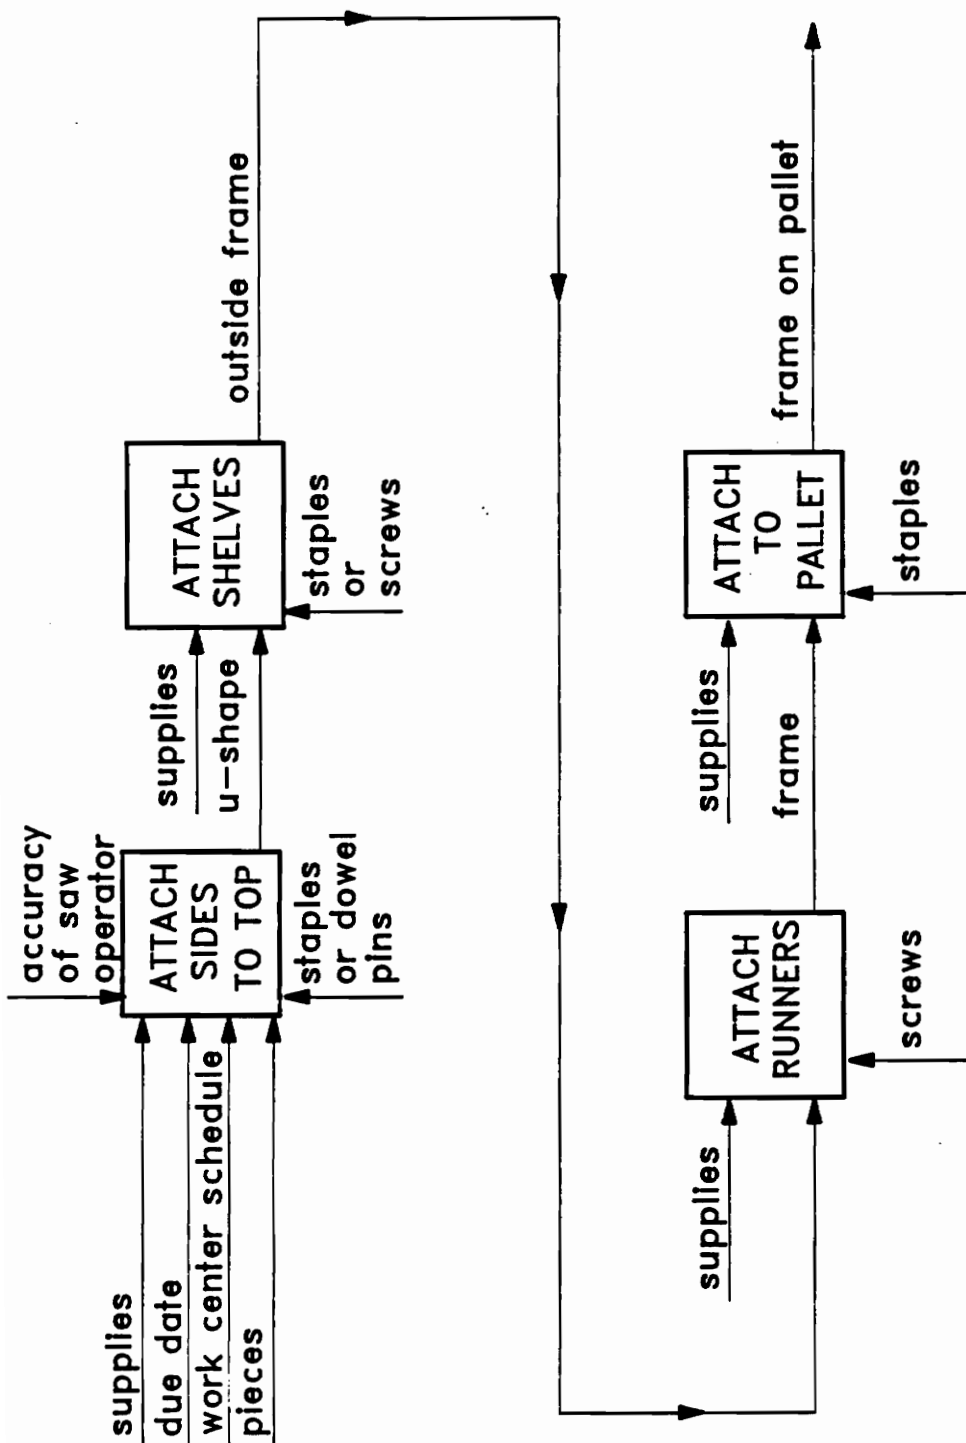 supplies
due date
work center schedule
pieces
accuracy
of saw
operator
ATTACH
SIDES
TO TOP
staples
or dowel
pins
supplies
u-shape
ATTACH
SHELVES
staples
or
screws
outside frame
supplies
ATTACH
RUNNERS
screws
supplies
frame
ATTACH
TO
PALLET
staples
frame on pallet